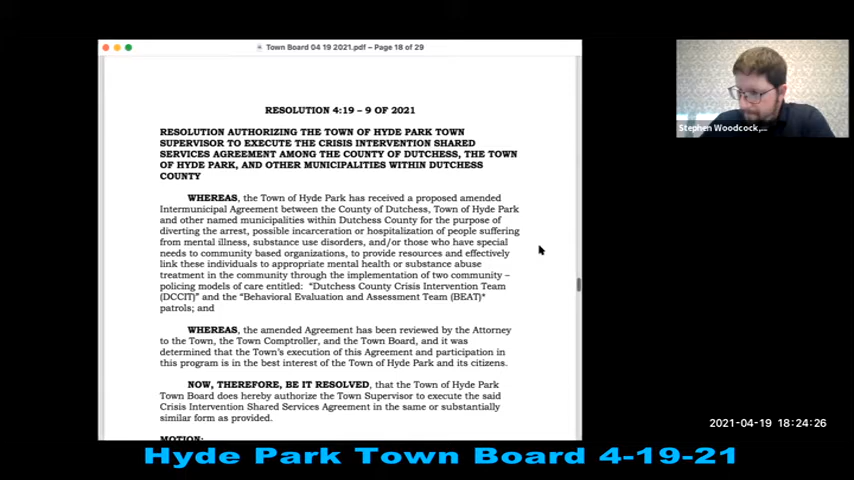 Town Board 04 19 2021.pdf – Page 18 of 29
RESOLUTION 4:19 – 9 OF 2021
RESOLUTION AUTHORIZING THE TOWN OF HYDE PARK TOWN
SUPERVISOR TO EXECUTE THE CRISIS INTERVENTION SHARED
SERVICES AGREEMENT AMONG THE COUNTY OF DUTCHESS, THE TOWN
OF HYDE PARK, AND OTHER MUNICIPALITIES WITHIN DUTCHESS
COUNTY
WHEREAS, the Town of Hyde Park has received a proposed amended
Intermunicipal Agreement between the County of Dutchess, Town of Hyde Park
and other named municipalities within Dutchess County for the purpose of
diverting the arrest, possible incarceration or hospitalization of people suffering
from mental illness, substance use disorders, and/or those who have special
needs to community based organizations, to provide resources and effectively
link these individuals to appropriate mental health or substance abuse
treatment in the community through the implementation of two community –
policing models of care entitled: “Dutchess County Crisis Intervention Team
(DCCIT)” and the “Behavioral Evaluation and Assessment Team (BEAT)”
patrols; and
WHEREAS, the amended Agreement has been reviewed by the Attorney
to the Town, the Town Comptroller, and the Town Board, and it was
determined that the Town’s execution of this Agreement and participation in
this program is in the best interest of the Town of Hyde Park and its citizens.
NOW, THEREFORE, BE IT RESOLVED, that the Town of Hyde Park
Town Board does hereby authorize the Town Supervisor to execute the said
Crisis Intervention Shared Services Agreement in the same or substantially
similar form as provided.
MOTION:
Stephen Woodcock,...
2021-04-19 18:24:26
Hyde Park Town Board 4-19-21